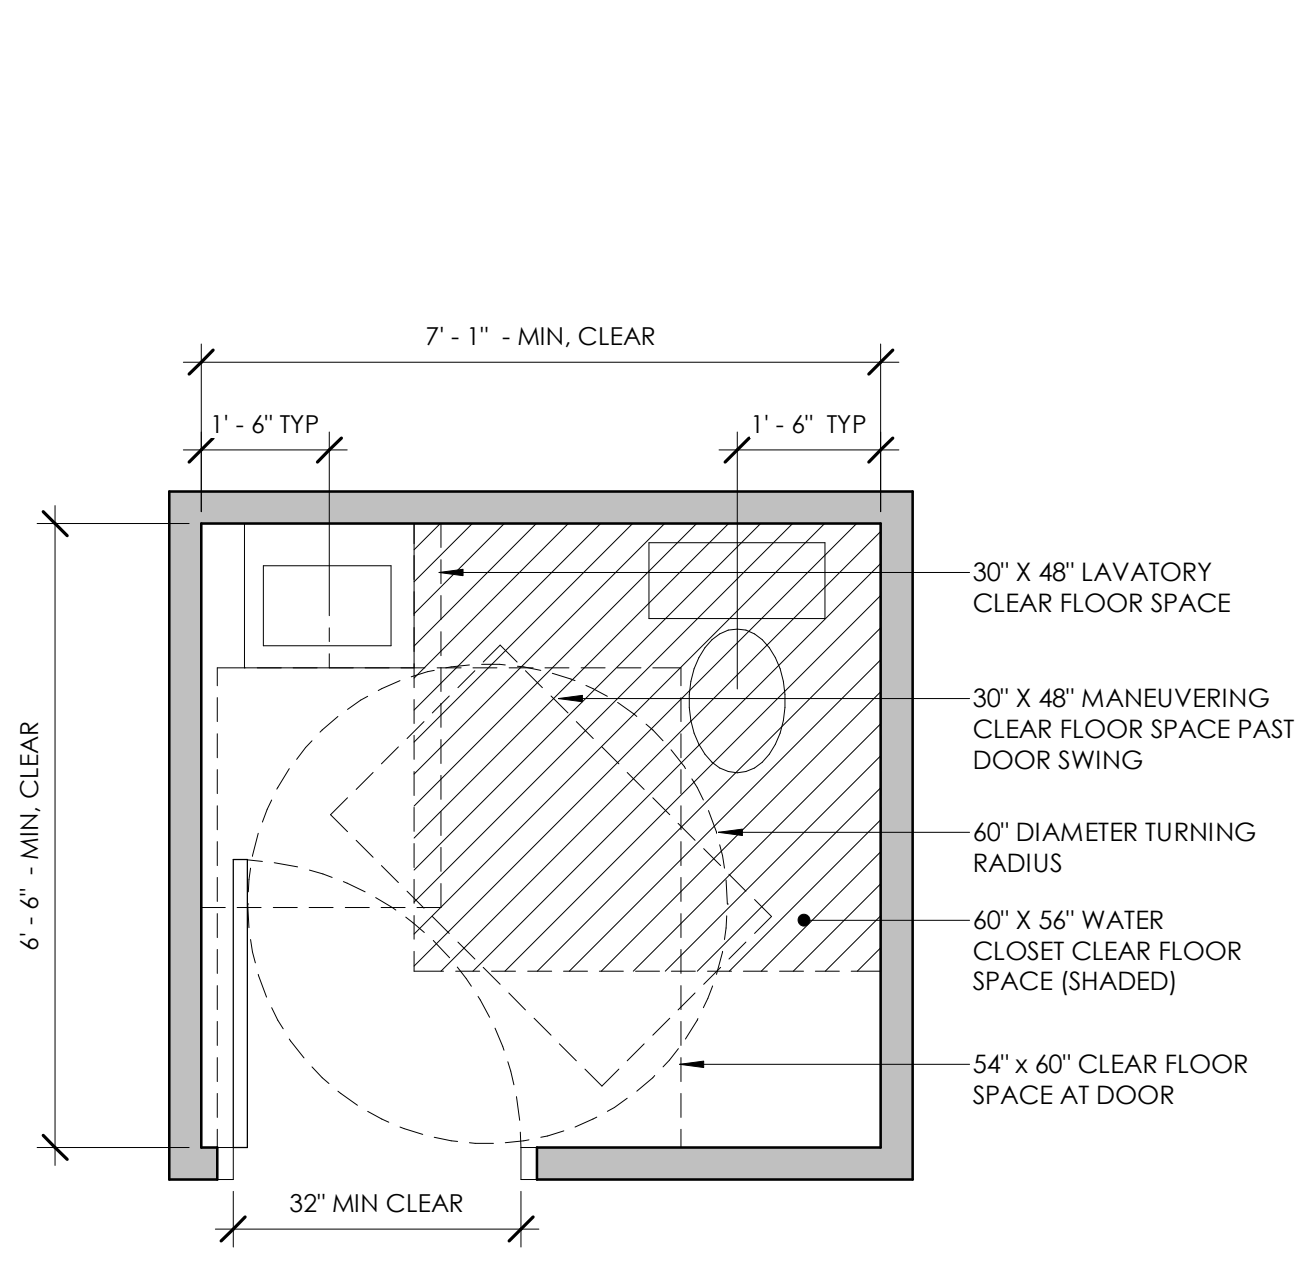 7' - 1"  - MIN, CLEAR
1' - 6" TYP
1' - 6"  TYP
6' - 6"  - MIN, CLEAR
30" X 48" LAVATORY
CLEAR FLOOR SPACE
30" X 48" MANEUVERING
CLEAR FLOOR SPACE PAST
DOOR SWING
60" DIAMETER TURNING
RADIUS
60" X 56" WATER
CLOSET CLEAR FLOOR
SPACE (SHADED)
54" x 60" CLEAR FLOOR
SPACE AT DOOR
32" MIN CLEAR